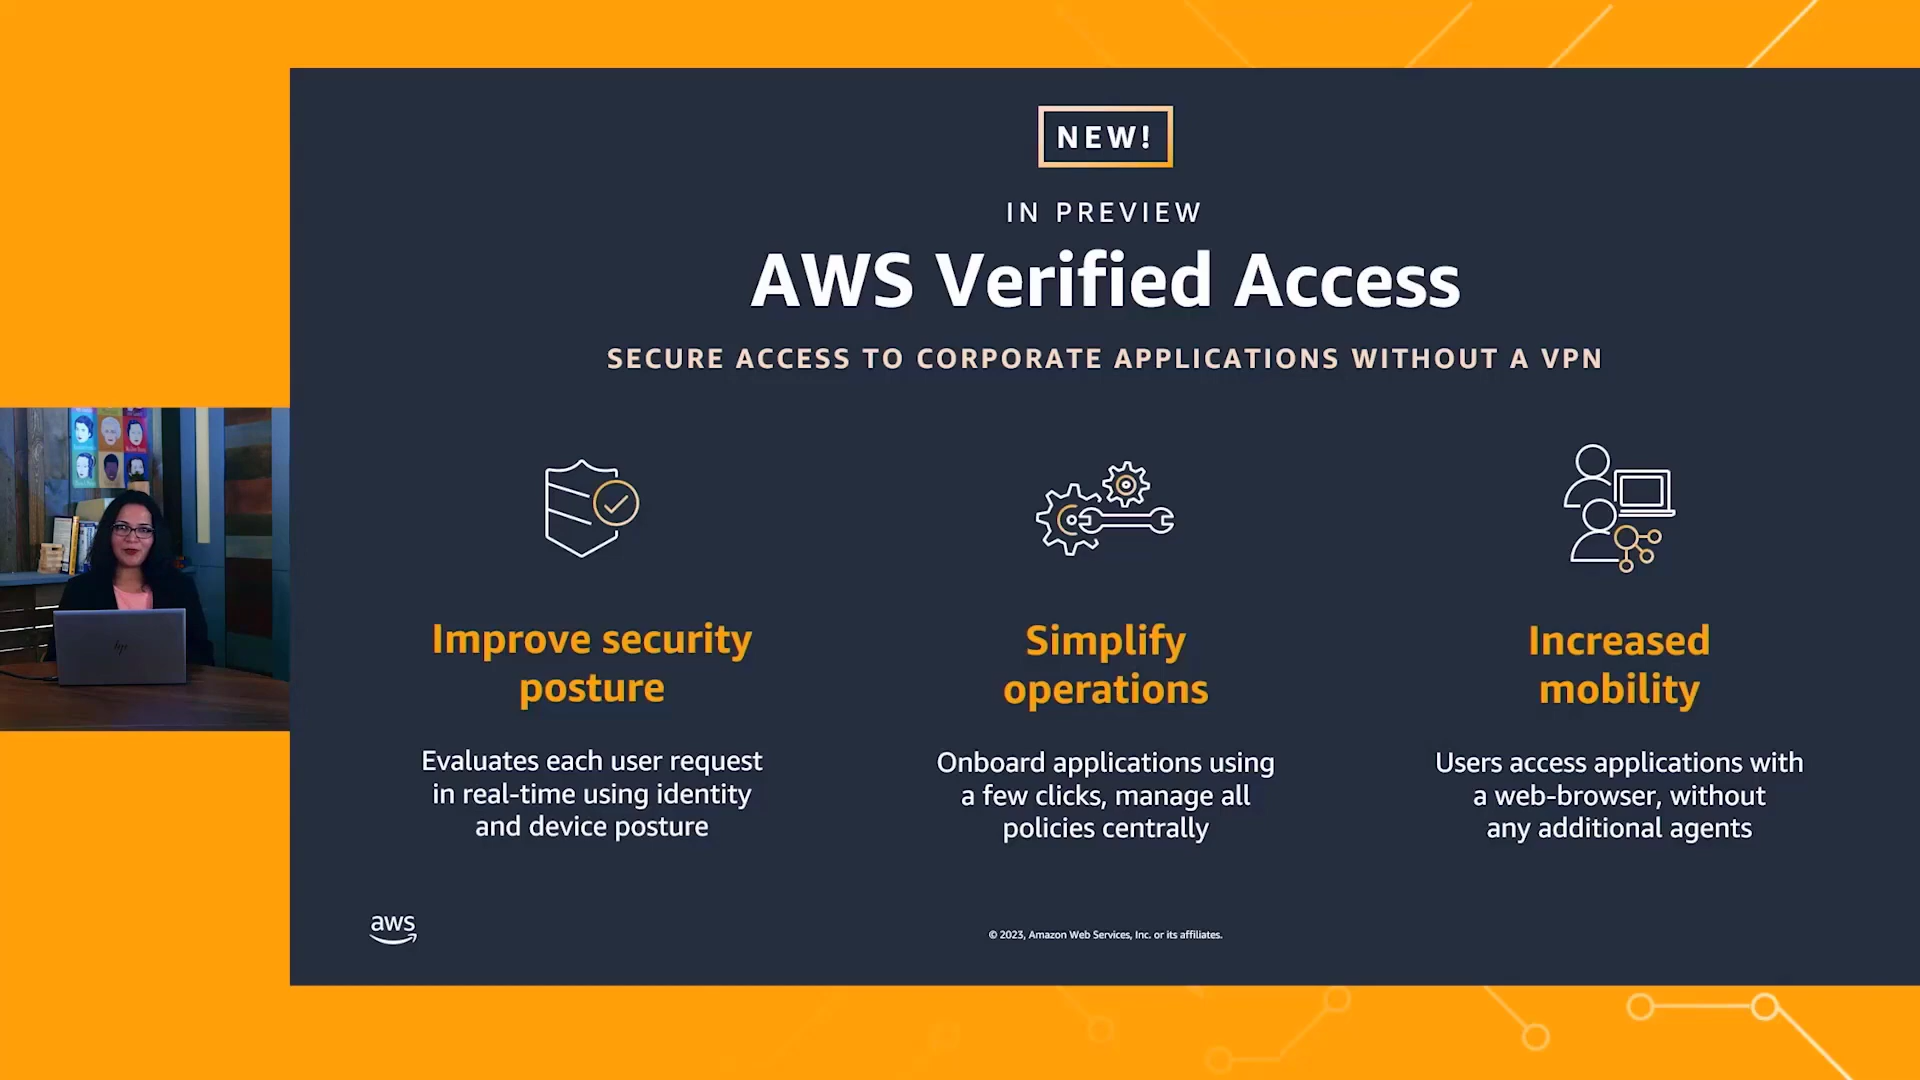 NEW!
IN PREVIEW
AWS Verified Access
SECURE ACCESS TO CORPORATE APPLICATIONS WITHOUT A VPN
Improve security
posture
Evaluates each user request
in real-time using identity
and device posture
Simplify
operations
Onboard applications using
a few clicks, manage all
policies centrally
Increased
mobility
Users access applications with
a web-browser, without
any additional agents
aws
© 2023, Amazon Web Services, Inc. or its affiliates.
hp